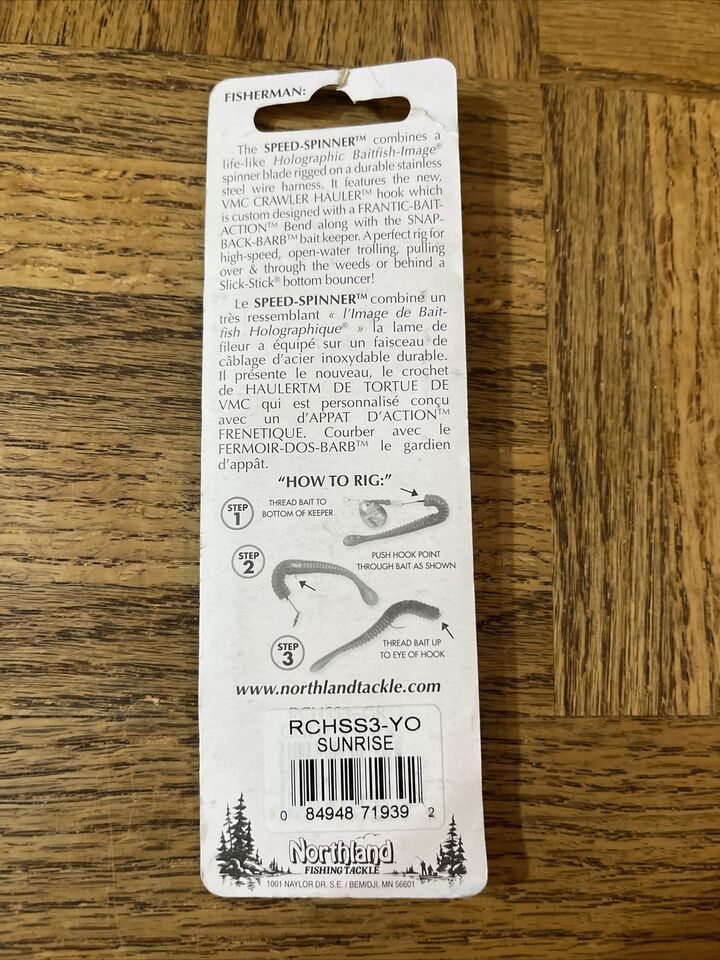 FISHERMAN:
The SPEED-SPINNER™ combines a
life-like Holographic Baitfish-Image®
spinner blade rigged on a durable stainless
steel wire harness. It features the new,
VMC CRAWLER HAULER™ hook which
is custom designed with a FRANTIC-BAIT-
ACTION™ Bend along with the SNAP-
BACK-BARB™ bait keeper. A perfect rig for
high-speed, open-water trolling, pulling
over & through the weeds or behind a
Slick-Stick® bottom bouncer!
Le SPEED-SPINNER™ combine un
très ressemblant « l'Image de Bait-
fish Holographique® » la lame de
fileur a équipé sur un faisceau de
câblage d'acier inoxydable durable.
Il présente le nouveau, le crochet
de HAULERTM DE TORTUE DE
VMC qui est personnalisé conçu
avec un d'APPAT D'ACTION™
FRENETIQUE. Courber avec le
FERMOIR-DOS-BARB™ le gardien
d'appât.
"HOW TO RIG:"
STEP 1
THREAD BAIT TO
BOTTOM OF KEEPER
STEP 2
PUSH HOOK POINT
THROUGH BAIT AS SHOWN
STEP 3
THREAD BAIT UP
TO EYE OF HOOK
www.northlandtackle.com
RCHSS3-YO
SUNRISE
0 84948 71939 2
Northland
FISHING TACKLE
1001 NAYLOR DR. S.E. / BEMIDJI, MN 56601